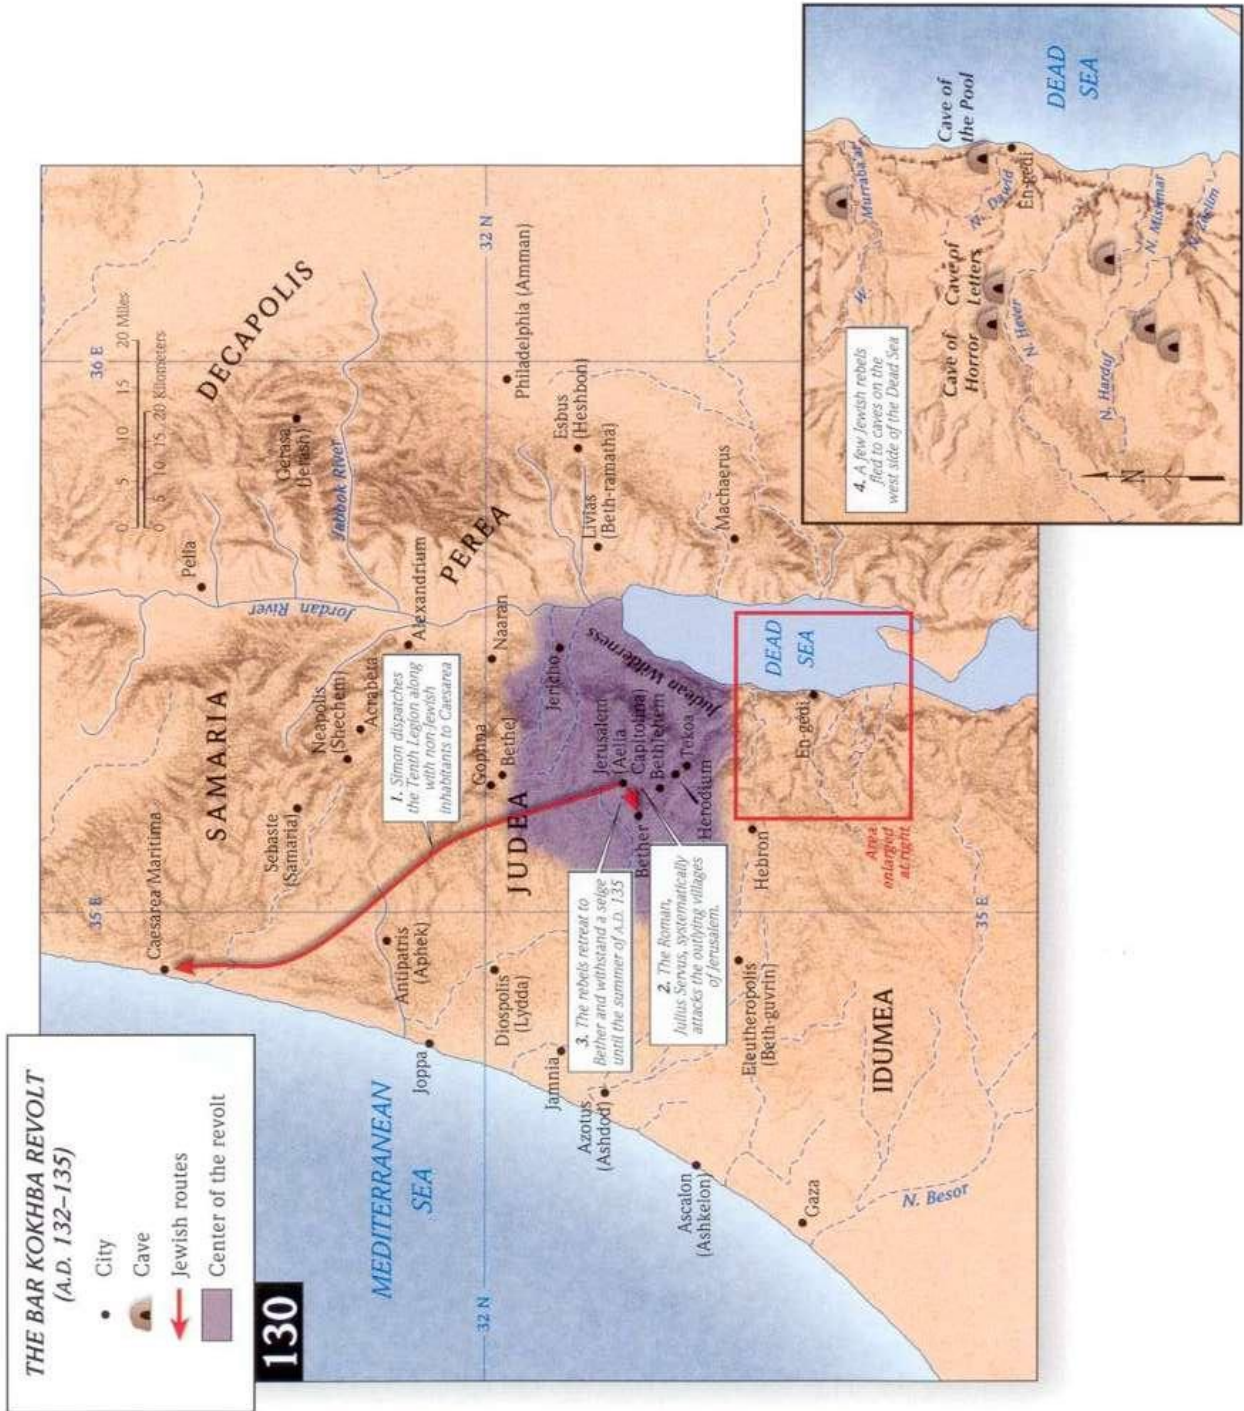 THE BAR KOKHBA REVOLT
(A.D. 132–135)
City
Cave
Jewish routes
Center of the revolt
130
MEDITERRANEAN
SEA
35 E
36 E
32 N
32 N
35 E
0 5 10 15 20 Miles
0 5 10 15 20 Kilometers
Caesarea Maritima
SAMARIA
Pella
DECAPOLIS
Sebaste
(Samaria)
Neapolis
(Shechem)
Acrabeta
Gerasa
(Jerash)
Jordan River
Jabbok River
Antipatris
(Aphek)
Alexandrium
Joppa
1. Simon dispatches
the Tenth Legion along
with non-Jewish
inhabitants to Caesarea
PEREA
Diospolis
(Lydda)
JUDEA
Gophna
Bethel
Naaran
Philadelphia (Amman)
Jamnia
Jericho
Esbus
(Heshbon)
Livias
(Beth-ramatha)
Azotus
(Ashdod)
3. The rebels retreat to
Bether and withstand a seige
until the summer of A.D. 135
Jerusalem
(Aelia
Capitolina)
Bether
Bethlehem
Tekoa
Herodium
Judean Wilderness
2. The Roman,
Julius Servus, systematically
attacks the outlying villages
of Jerusalem.
Machaerus
Ascalon
(Ashkelon)
Eleutheropolis
(Beth-guvrin)
Hebron
DEAD
SEA
Gaza
En-gedi
IDUMEA
Area
enlarged
at right
N. Besor
4. A few Jewish rebels
fled to caves on the
west side of the Dead Sea
Murraba'at
Cave of
the Pool
N. Dawid
En-gedi
Cave of
Horror
Cave of
Letters
N. Hever
N. Harduf
N. Mishmar
N. Ze'elim
DEAD
SEA
N